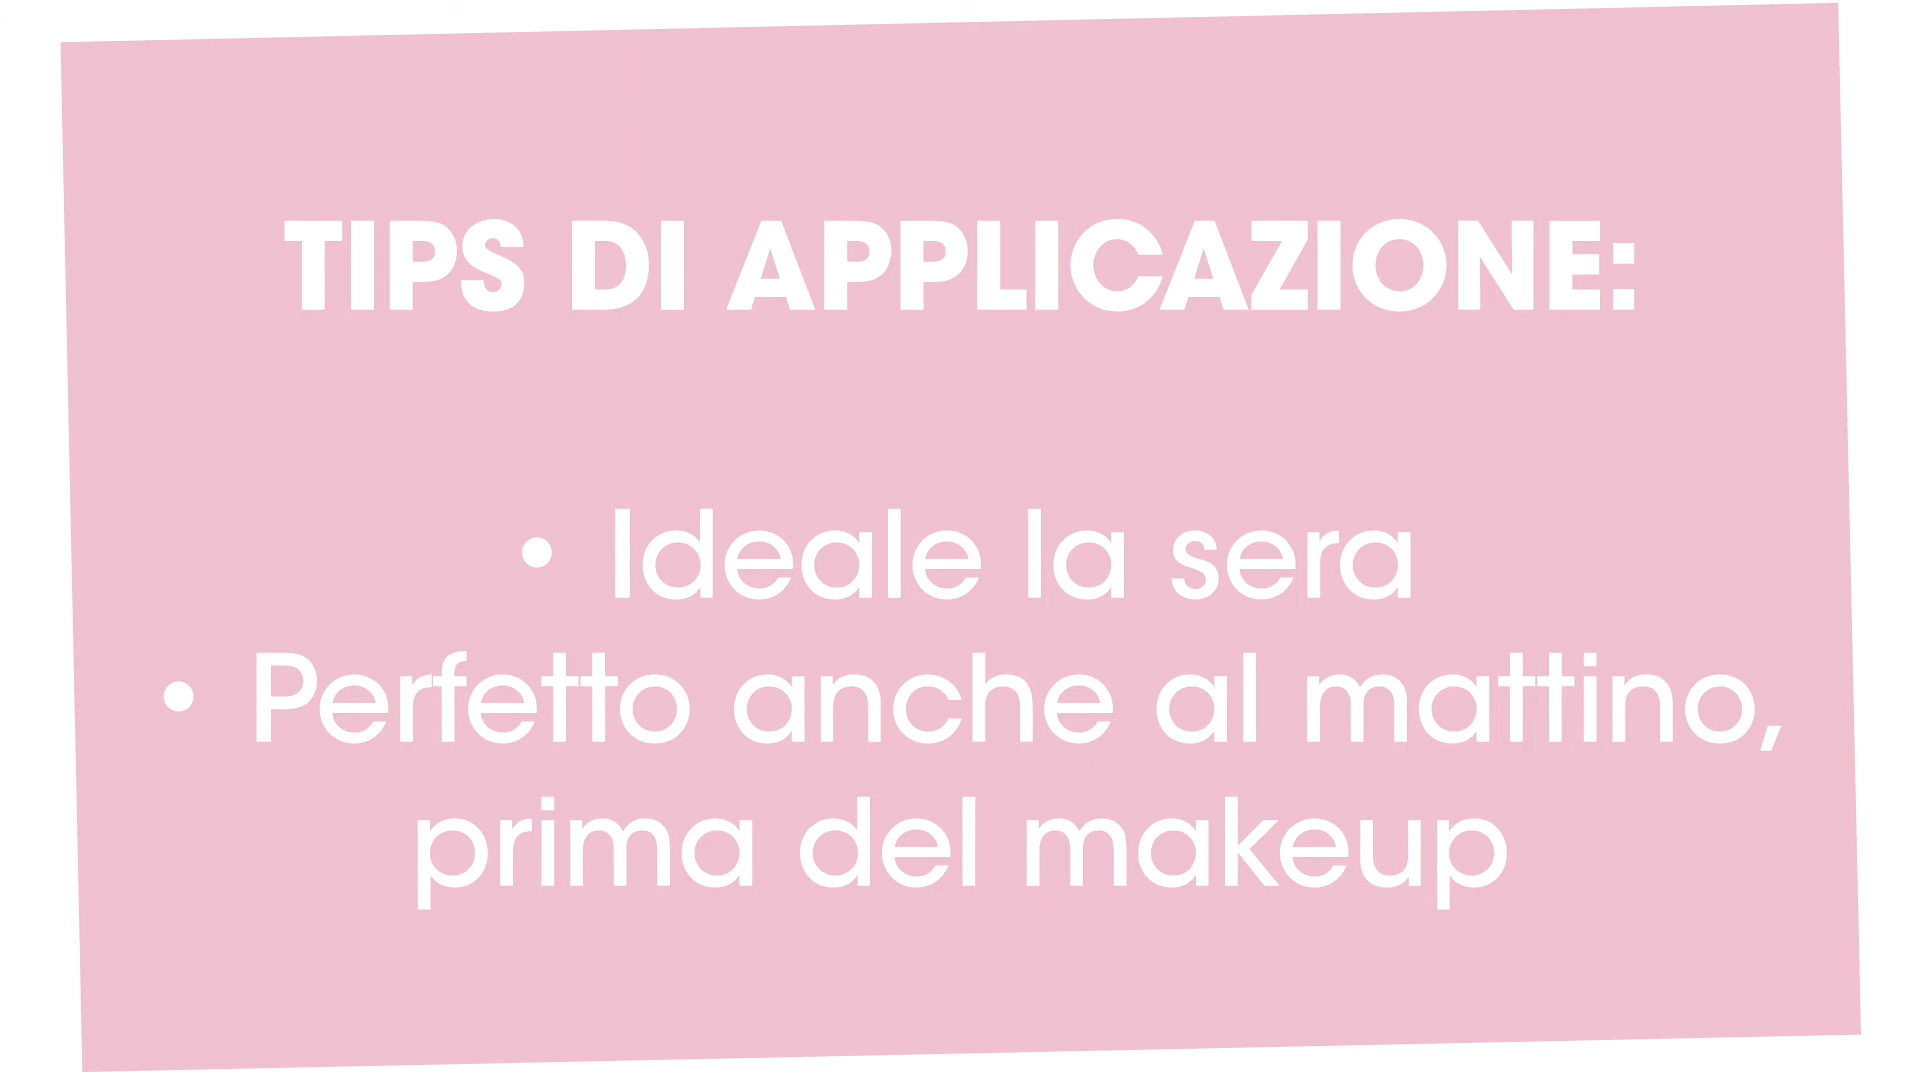 TIPS DI APPLICAZIONE:
• Ideale la sera
• Perfetto anche al mattino,
prima del makeup